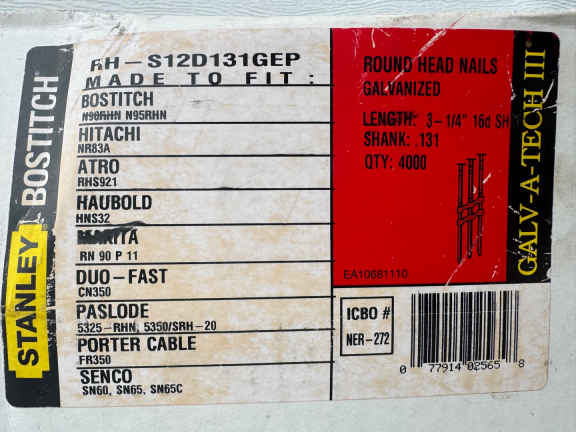 RH-S12D131GEP
MADE TO FIT:
BOSTITCH
N90RHN N95RHN
HITACHI
NR83A
ATRO
RHS921
HAUBOLD
HNS32
MAKITA
RN 90 P 11
DUO-FAST
CN350
PASLODE
5325-RHN, 5350/SRH-20
PORTER CABLE
FR350
SENCO
SN60, SN65, SN65C
STANLEY BOSTITCH
ROUND HEAD NAILS
GALVANIZED
LENGTH: 3-1/4" 16d SH
SHANK: .131
QTY: 4000
EA10681110
GALV-A-TECH III
ICBO #
NER-272
0 77914 02565 8